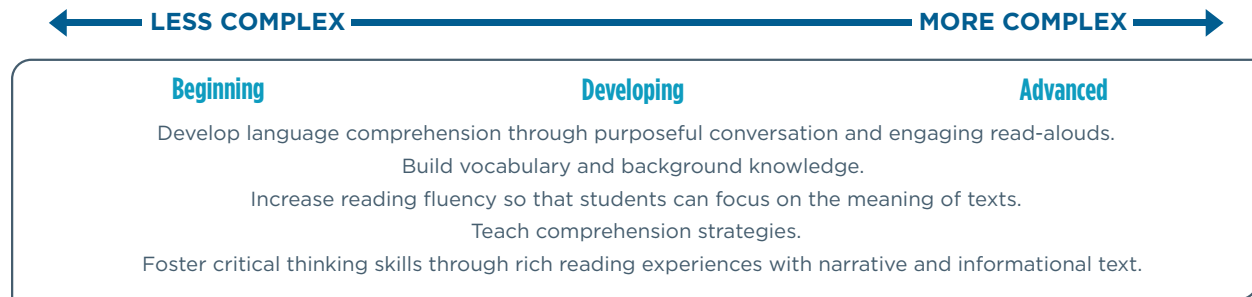 LESS COMPLEX MORE COMPLEX
Beginning Developing Advanced
Develop language comprehension through purposeful conversation and engaging read-alouds.
Build vocabulary and background knowledge.
Increase reading fluency so that students can focus on the meaning of texts.
Teach comprehension strategies.
Foster critical thinking skills through rich reading experiences with narrative and informational text.